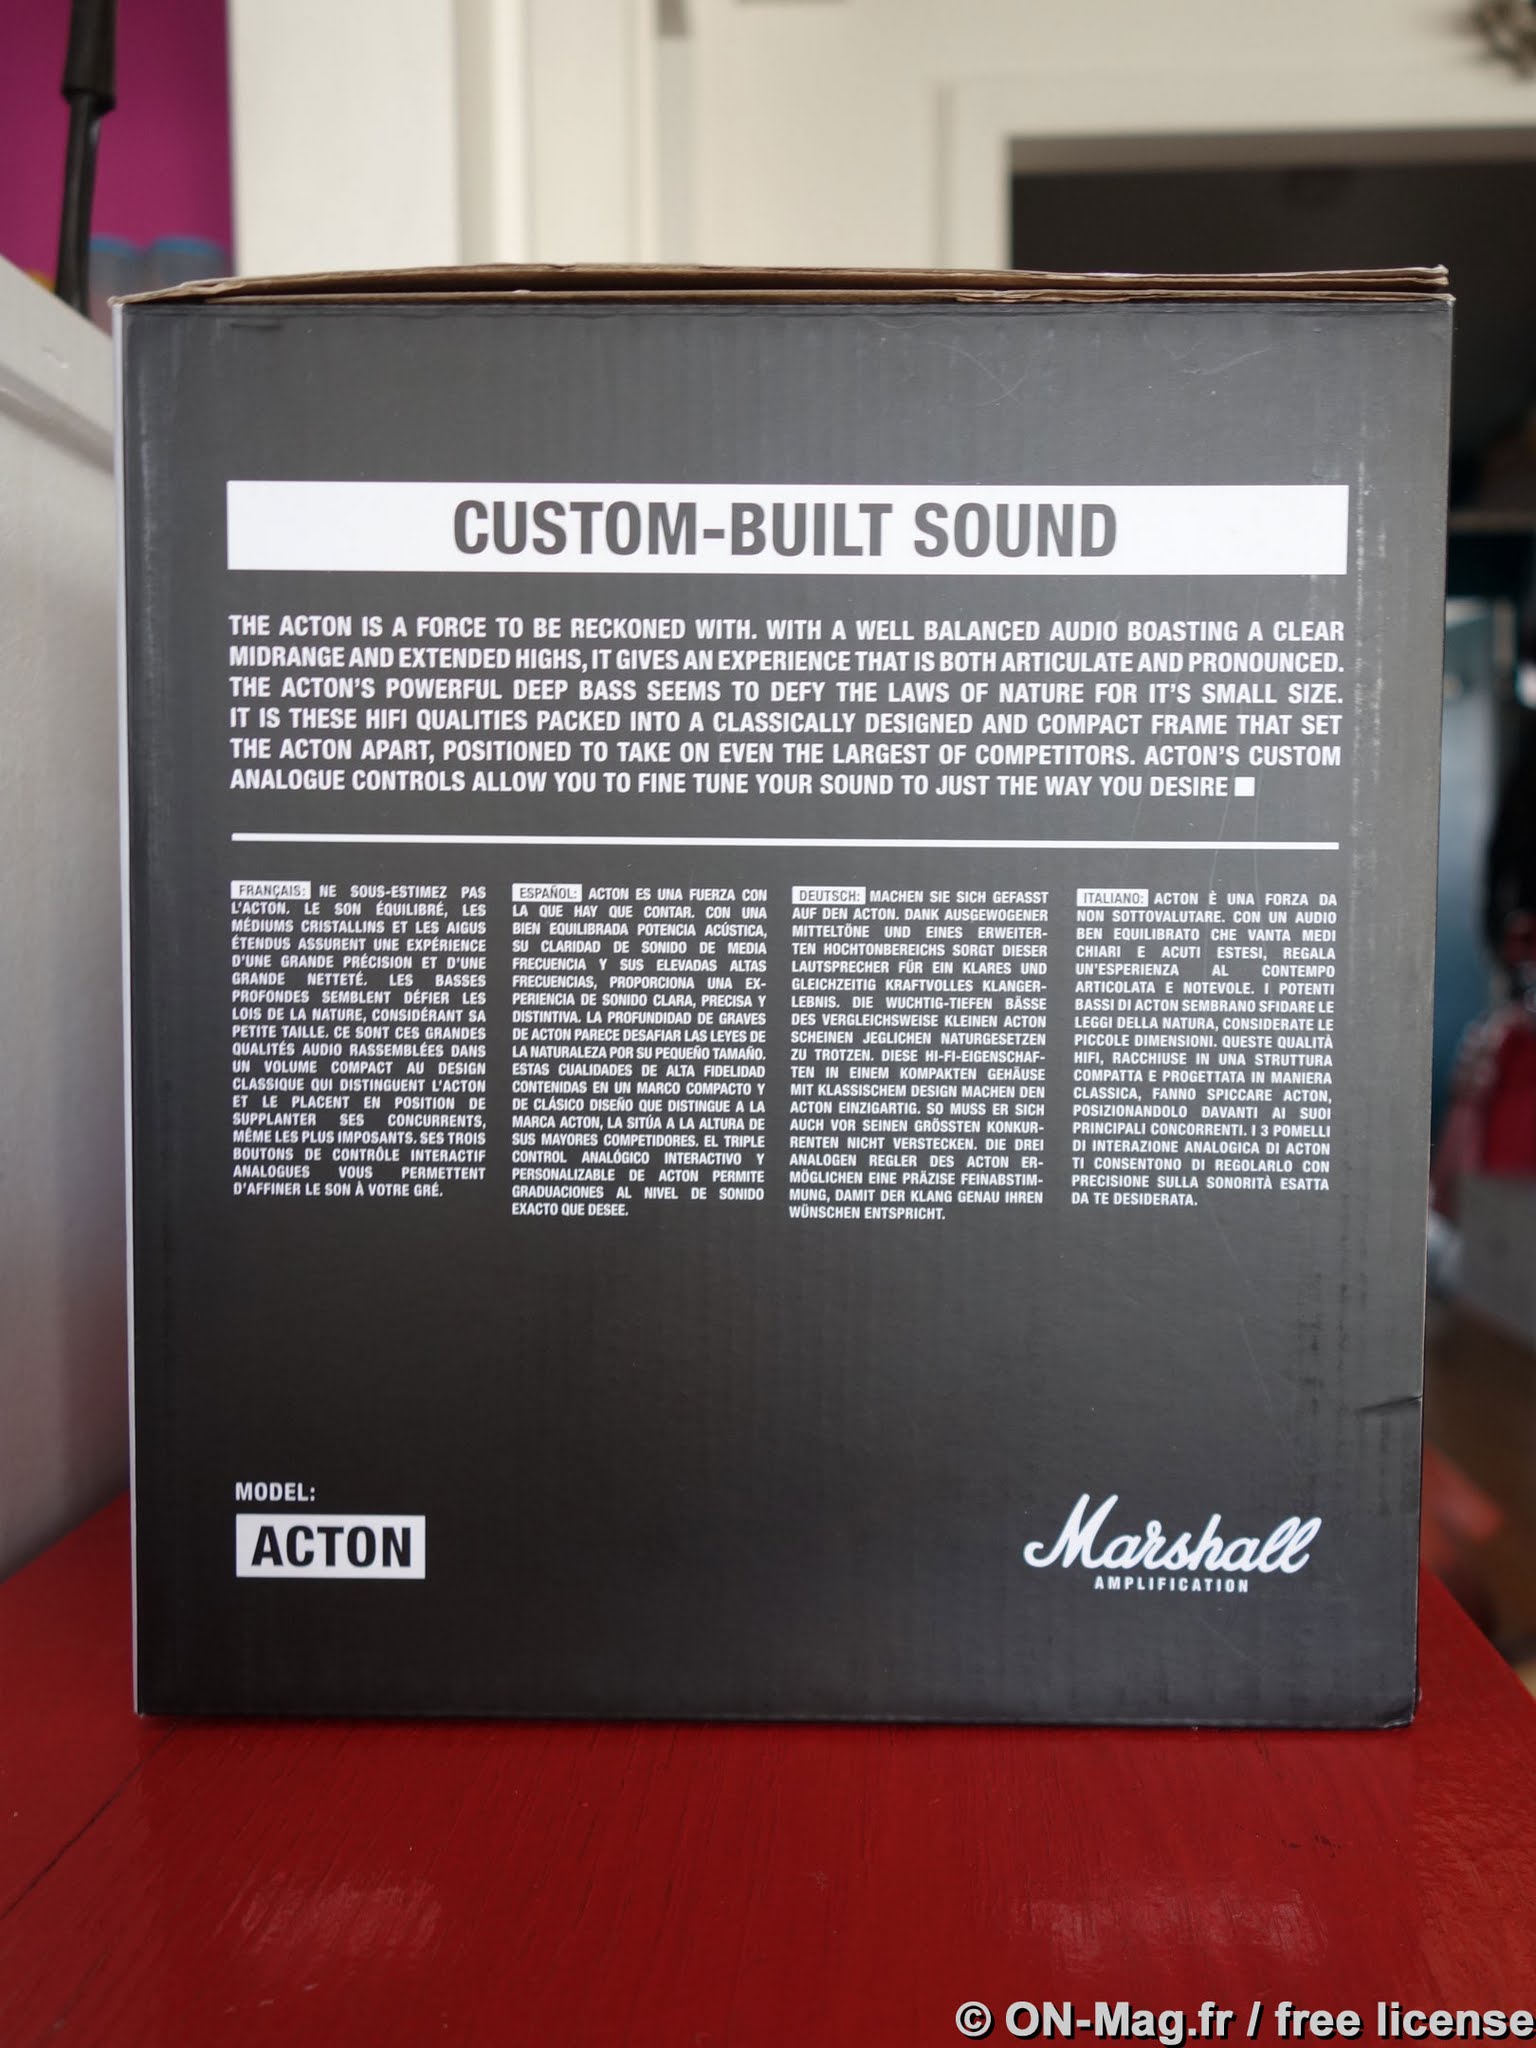 CUSTOM-BUILT SOUND
THE ACTON IS A FORCE TO BE RECKONED WITH. WITH A WELL BALANCED AUDIO BOASTING A CLEAR
MIDRANGE AND EXTENDED HIGHS, IT GIVES AN EXPERIENCE THAT IS BOTH ARTICULATE AND PRONOUNCED.
THE ACTON'S POWERFUL DEEP BASS SEEMS TO DEFY THE LAWS OF NATURE FOR IT'S SMALL SIZE.
IT IS THESE HIFI QUALITIES PACKED INTO A CLASSICALLY DESIGNED AND COMPACT FRAME THAT SET
THE ACTON APART, POSITIONED TO TAKE ON EVEN THE LARGEST OF COMPETITORS. ACTON'S CUSTOM
ANALOGUE CONTROLS ALLOW YOU TO FINE TUNE YOUR SOUND TO JUST THE WAY YOU DESIRE ■
FRANÇAIS: NE SOUS-ESTIMEZ PAS
L'ACTON. LE SON ÉQUILIBRÉ, LES
MÉDIUMS CRISTALLINS ET LES AIGUS
ÉTENDUS ASSURENT UNE EXPÉRIENCE
D'UNE GRANDE PRÉCISION ET D'UNE
GRANDE NETTETÉ. LES BASSES
PROFONDES SEMBLENT DÉFIER LES
LOIS DE LA NATURE, CONSIDÉRANT SA
PETITE TAILLE. CE SONT CES GRANDES
QUALITÉS AUDIO RASSEMBLÉES DANS
UN VOLUME COMPACT AU DESIGN
CLASSIQUE QUI DISTINGUENT L'ACTON
ET LE PLACENT EN POSITION DE
SUPPLANTER SES CONCURRENTS,
MÊME LES PLUS IMPOSANTS. SES TROIS
BOUTONS DE CONTRÔLE INTERACTIF
ANALOGUES VOUS PERMETTENT
D'AFFINER LE SON À VOTRE GRÉ.
ESPAÑOL: ACTON ES UNA FUERZA CON
LA QUE HAY QUE CONTAR. CON UNA
BIEN EQUILIBRADA POTENCIA ACÚSTICA,
SU CLARIDAD DE SONIDO DE MEDIA
FRECUENCIA Y SUS ELEVADAS ALTAS
FRECUENCIAS, PROPORCIONA UNA EX-
PERIENCIA DE SONIDO CLARA, PRECISA Y
DISTINTIVA. LA PROFUNDIDAD DE GRAVES
DE ACTON PARECE DESAFIAR LAS LEYES DE
LA NATURALEZA POR SU PEQUEÑO TAMAÑO.
ESTAS CUALIDADES DE ALTA FIDELIDAD
CONTENIDAS EN UN MARCO COMPACTO Y
DE CLÁSICO DISEÑO QUE DISTINGUE A LA
MARCA ACTON, LA SITÚA A LA ALTURA DE
SUS MAYORES COMPETIDORES. EL TRIPLE
CONTROL ANALÓGICO INTERACTIVO Y
PERSONALIZABLE DE ACTON PERMITE
GRADUACIONES AL NIVEL DE SONIDO
EXACTO QUE DESEE.
DEUTSCH: MACHEN SIE SICH GEFASST
AUF DEN ACTON. DANK AUSGEWOGENER
MITTELTÖNE UND EINES ERWEITER-
TEN HOCHTONBEREICHS SORGT DIESER
LAUTSPRECHER FÜR EIN KLARES UND
GLEICHZEITIG KRAFTVOLLES KLANGER-
LEBNIS. DIE WUCHTIG-TIEFEN BÄSSE
DES VERGLEICHSWEISE KLEINEN ACTON
SCHEINEN JEGLICHEN NATURGESETZEN
ZU TROTZEN. DIESE HI-FI-EIGENSCHAF-
TEN IN EINEM KOMPAKTEN GEHÄUSE
MIT KLASSISCHEM DESIGN MACHEN DEN
ACTON EINZIGARTIG. SO MUSS ER SICH
AUCH VOR SEINEN GRÖSSTEN KONKUR-
RENTEN NICHT VERSTECKEN. DIE DREI
ANALOGEN REGLER DES ACTON ER-
MÖGLICHEN EINE PRÄZISE FEINABSTIM-
MUNG, DAMIT DER KLANG GENAU IHREN
WÜNSCHEN ENTSPRICHT.
ITALIANO: ACTON È UNA FORZA DA
NON SOTTOVALUTARE. CON UN AUDIO
BEN EQUILIBRATO CHE VANTA MEDI
CHIARI E ACUTI ESTESI, REGALA
UN'ESPERIENZA AL CONTEMPO
ARTICOLATA E NOTEVOLE. I POTENTI
BASSI DI ACTON SEMBRANO SFIDARE LE
LEGGI DELLA NATURA, CONSIDERATE LE
PICCOLE DIMENSIONI. QUESTE QUALITÀ
HIFI, RACCHIUSE IN UNA STRUTTURA
COMPATTA E PROGETTATA IN MANIERA
CLASSICA, FANNO SPICCARE ACTON,
POSIZIONANDOLO DAVANTI AI SUOI
PRINCIPALI CONCORRENTI. I 3 POMELLI
DI INTERAZIONE ANALOGICA DI ACTON
TI CONSENTONO DI REGOLARLO CON
PRECISIONE SULLA SONORITÀ ESATTA
DA TE DESIDERATA.
MODEL:
ACTON
Marshall
AMPLIFICATION
© ON-Mag.fr / free license